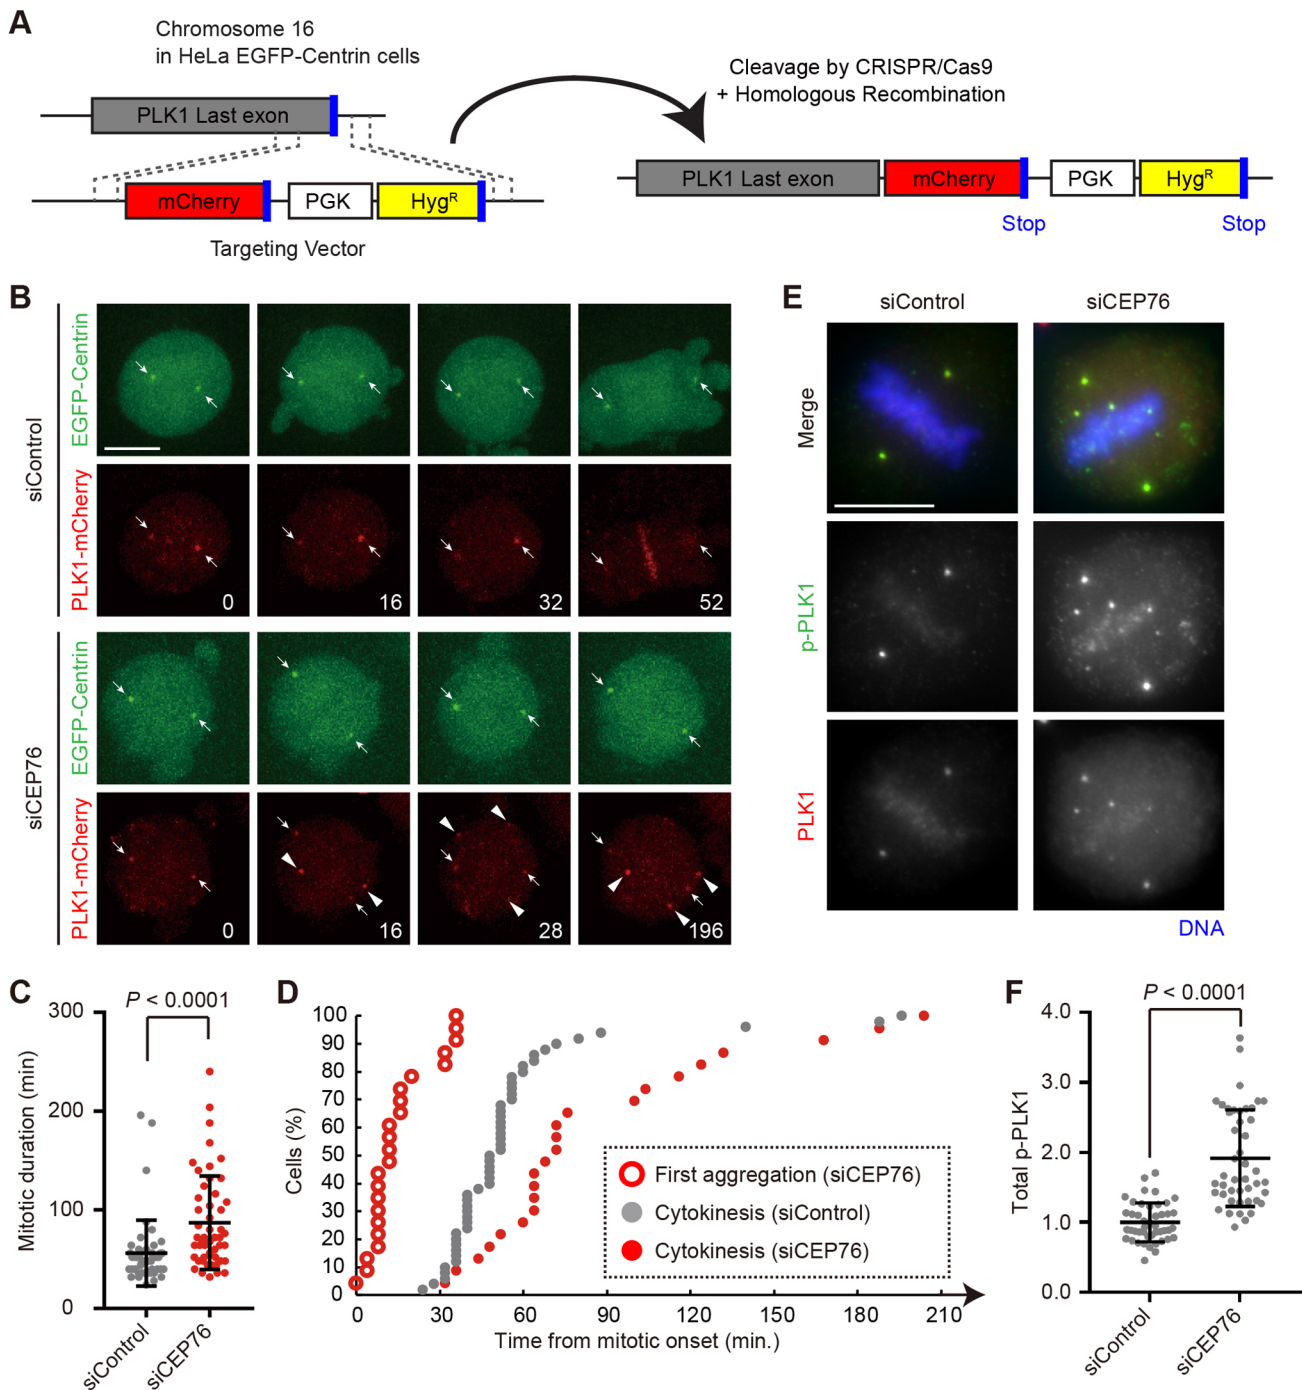 A
Chromosome 16
in HeLa EGFP-Centrin cells
Cleavage by CRISPR/Cas9
+ Homologous Recombination
PLK1 Last exon
mCherry
PGK
Hygᴿ
Targeting Vector
PLK1 Last exon
mCherry
PGK
Hygᴿ
Stop
Stop
B
siControl
EGFP-Centrin
PLK1-mCherry
0
16
32
52
siCEP76
EGFP-Centrin
PLK1-mCherry
0
16
28
196
E
siControl
siCEP76
Merge
p-PLK1
PLK1
DNA
C
P < 0.0001
Mitotic duration (min)
300
200
100
0
siControl
siCEP76
D
Cells (%)
100
90
80
70
60
50
40
30
20
10
0
First aggregation (siCEP76)
Cytokinesis (siControl)
Cytokinesis (siCEP76)
0
30
60
90
120
150
180
210
Time from mitotic onset (min.)
F
P < 0.0001
Total p-PLK1
4.0
3.0
2.0
1.0
0.0
siControl
siCEP76